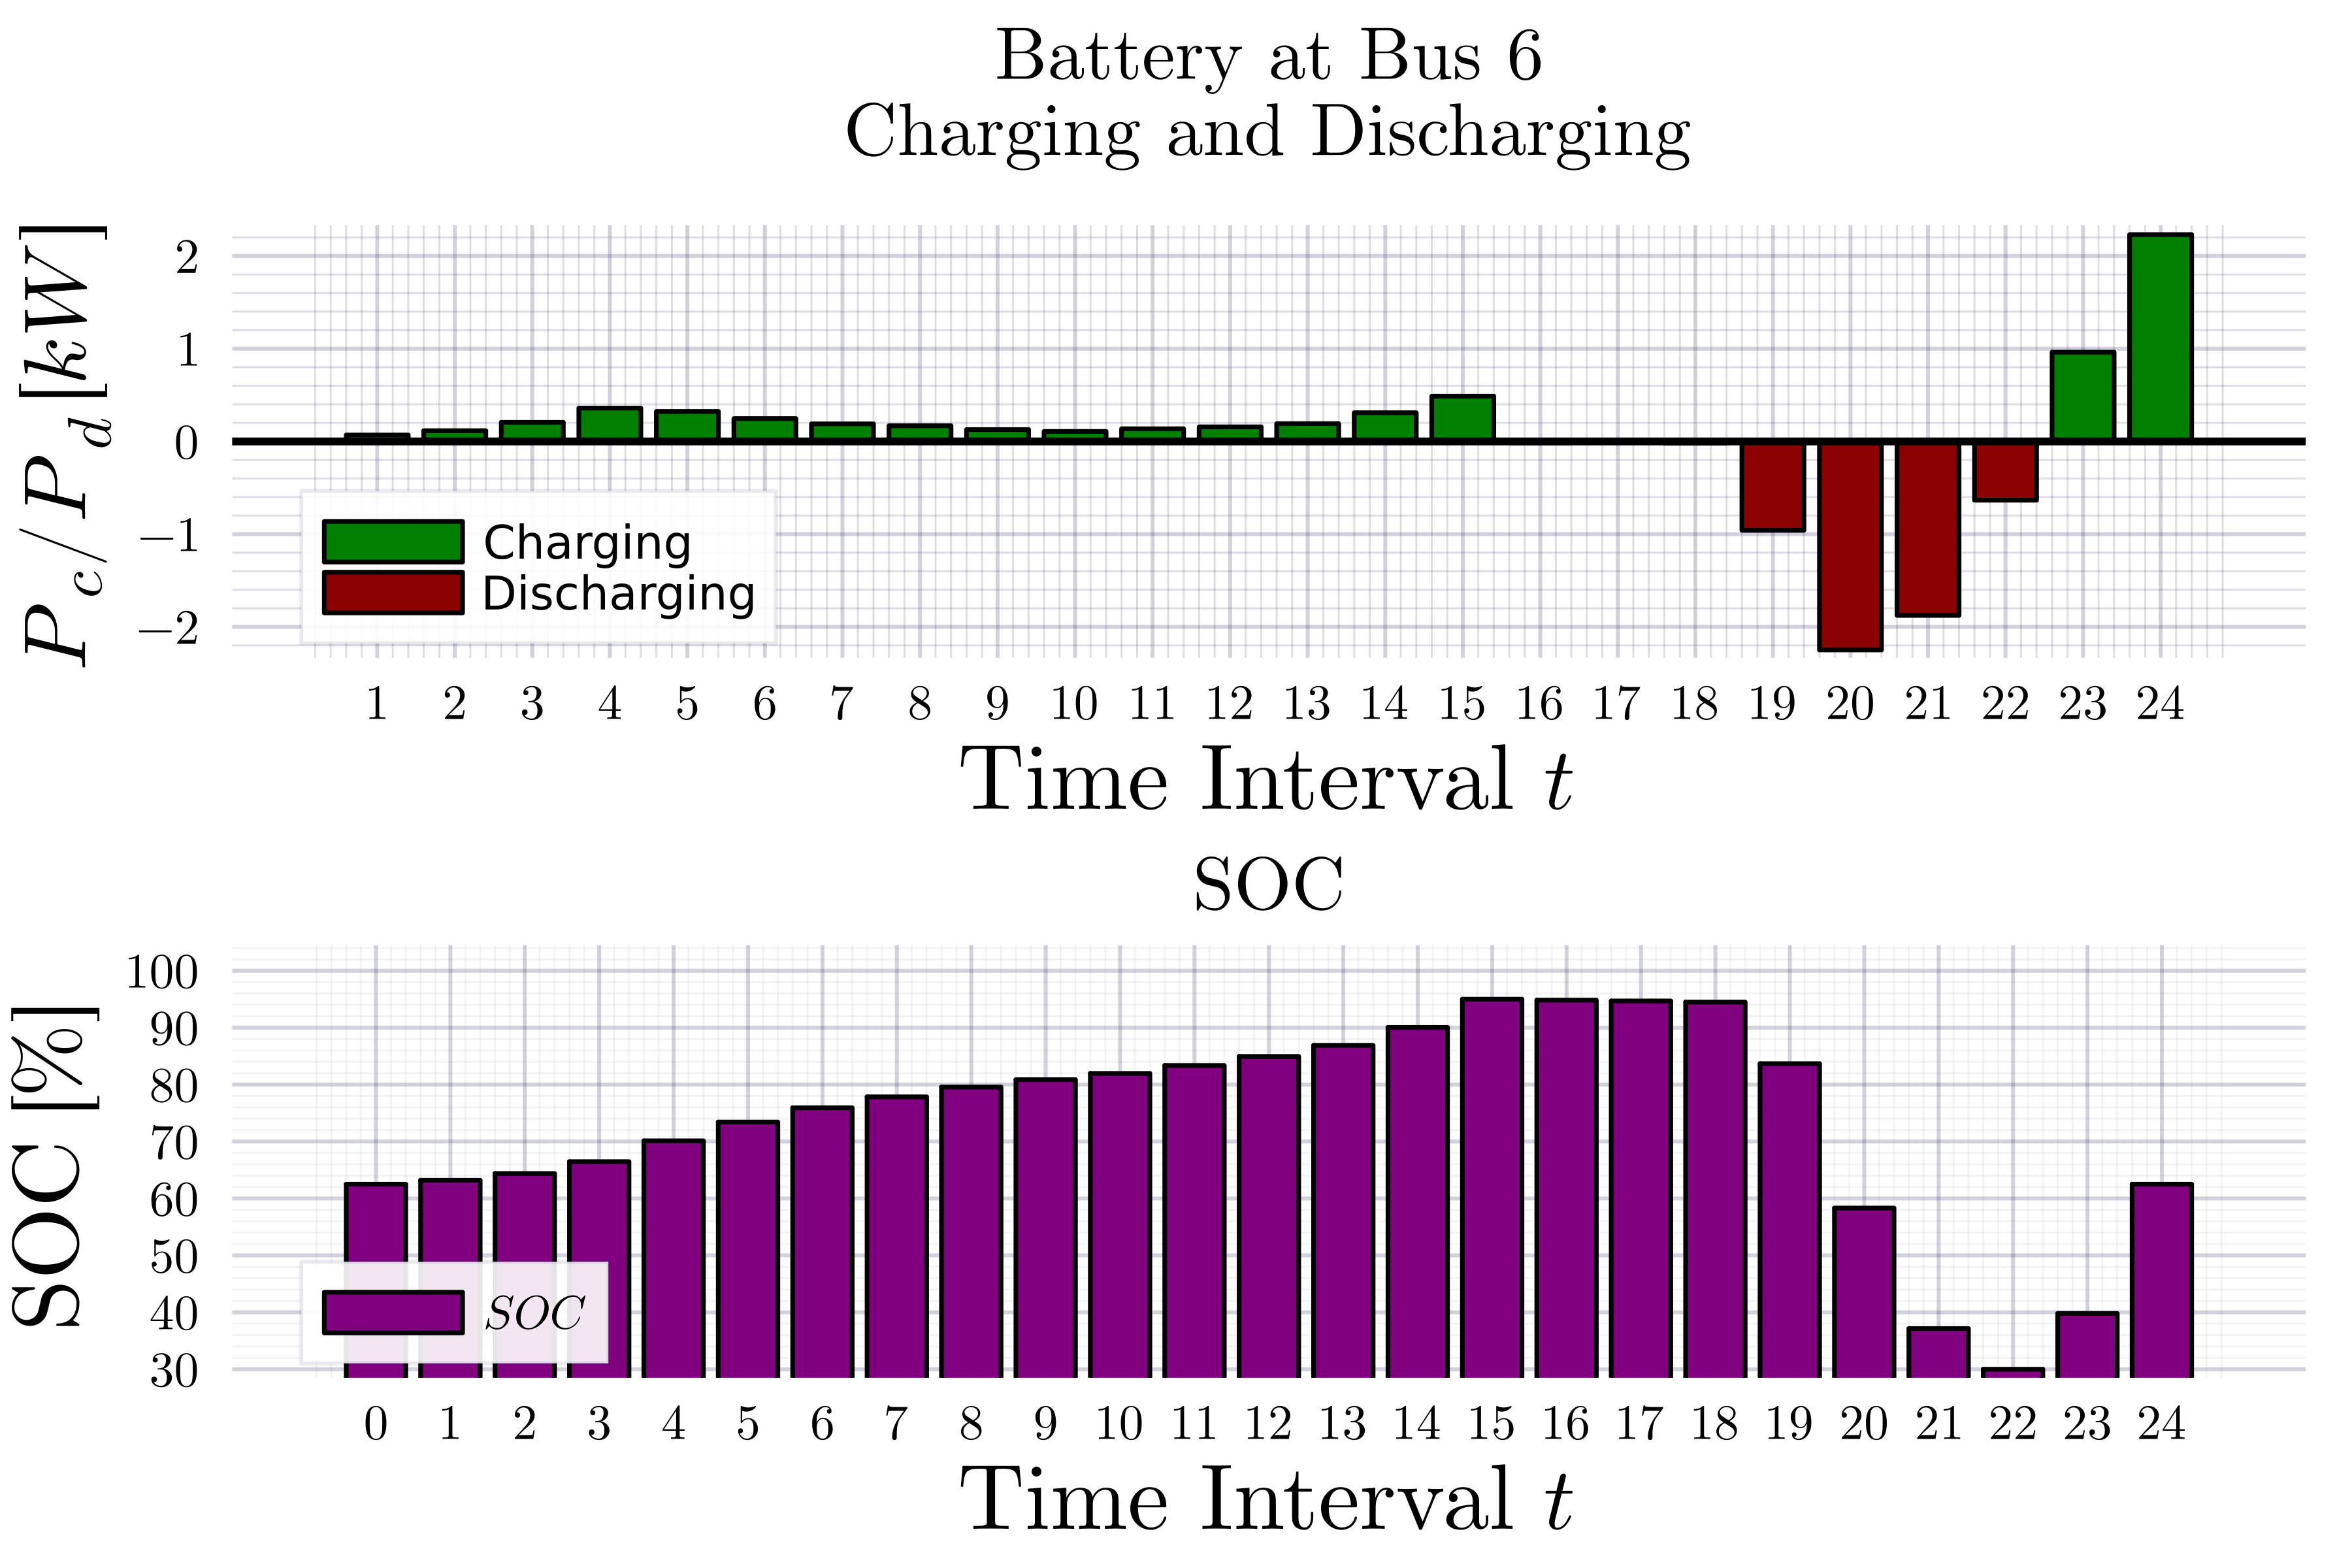 Battery at Bus 6
Charging and Discharging
P_c/P_d [kW]
2
1
0
−1
−2
Charging
Discharging
1 2 3 4 5 6 7 8 9 10 11 12 13 14 15 16 17 18 19 20 21 22 23 24
Time Interval t
SOC
SOC [%]
100
90
80
70
60
50
40
30
SOC
0 1 2 3 4 5 6 7 8 9 10 11 12 13 14 15 16 17 18 19 20 21 22 23 24
Time Interval t